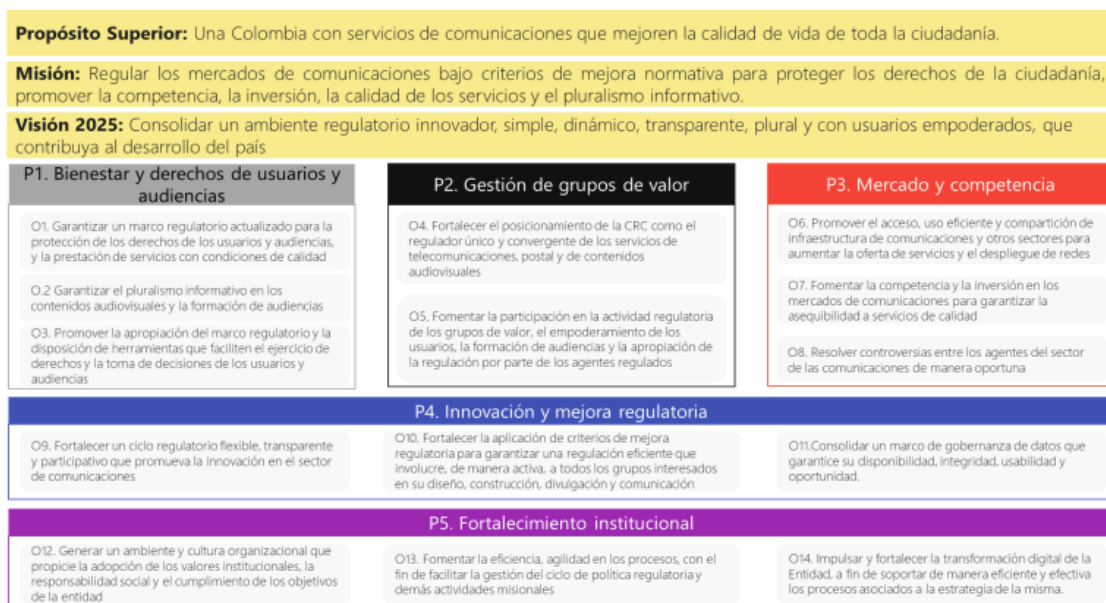 Propósito Superior: Una Colombia con servicios de comunicaciones que mejoren la calidad de vida de toda la ciudadanía.
Misión: Regular los mercados de comunicaciones bajo criterios de mejora normativa para proteger los derechos de la ciudadanía,
promover la competencia, la inversión, la calidad de los servicios y el pluralismo informativo.
Visión 2025: Consolidar un ambiente regulatorio innovador, simple, dinámico, transparente, plural y con usuarios empoderados, que
contribuya al desarrollo del país
P1. Bienestar y derechos de usuarios y
audiencias
O1. Garantizar un marco regulatorio actualizado para la
protección de los derechos de los usuarios y audiencias,
y la prestación de servicios con condiciones de calidad
O.2 Garantizar el pluralismo informativo en los
contenidos audiovisuales y la formación de audiencias
O3. Promover la apropiación del marco regulatorio y la
disposición de herramientas que faciliten el ejercicio de
derechos y la toma de decisiones de los usuarios y
audiencias
P2. Gestión de grupos de valor
O4. Fortalecer el posicionamiento de la CRC como el
regulador único y convergente de los servicios de
telecomunicaciones, postal y de contenidos
audiovisuales
O5. Fomentar la participación en la actividad regulatoria
de los grupos de valor, el empoderamiento de los
usuarios, la formación de audiencias y la apropiación de
la regulación por parte de los agentes regulados
P3. Mercado y competencia
O6. Promover el acceso, uso eficiente y compartición de
infraestructura de comunicaciones y otros sectores para
aumentar la oferta de servicios y el despliegue de redes
O7. Fomentar la competencia y la inversión en los
mercados de comunicaciones para garantizar la
asequibilidad a servicios de calidad
O8. Resolver controversias entre los agentes del sector
de las comunicaciones de manera oportuna
P4. Innovación y mejora regulatoria
O9. Fortalecer un ciclo regulatorio flexible, transparente
y participativo que promueva la innovación en el sector
de comunicaciones
O10. Fortalecer la aplicación de criterios de mejora
regulatoria para garantizar una regulación eficiente que
involucre, de manera activa, a todos los grupos interesados
en su diseño, construcción, divulgación y comunicación
O11.Consolidar un marco de gobernanza de datos que
garantice su disponibilidad, integridad, usabilidad y
oportunidad.
P5. Fortalecimiento institucional
O12. Generar un ambiente y cultura organizacional que
propicie la adopción de los valores institucionales, la
responsabilidad social y el cumplimiento de los objetivos
de la entidad
O13. Fomentar la eficiencia, agilidad en los procesos, con el
fin de facilitar la gestión del ciclo de política regulatoria y
demás actividades misionales
O14. Impulsar y fortalecer la transformación digital de la
Entidad, a fin de soportar de manera eficiente y efectiva
los procesos asociados a la estrategia de la misma.